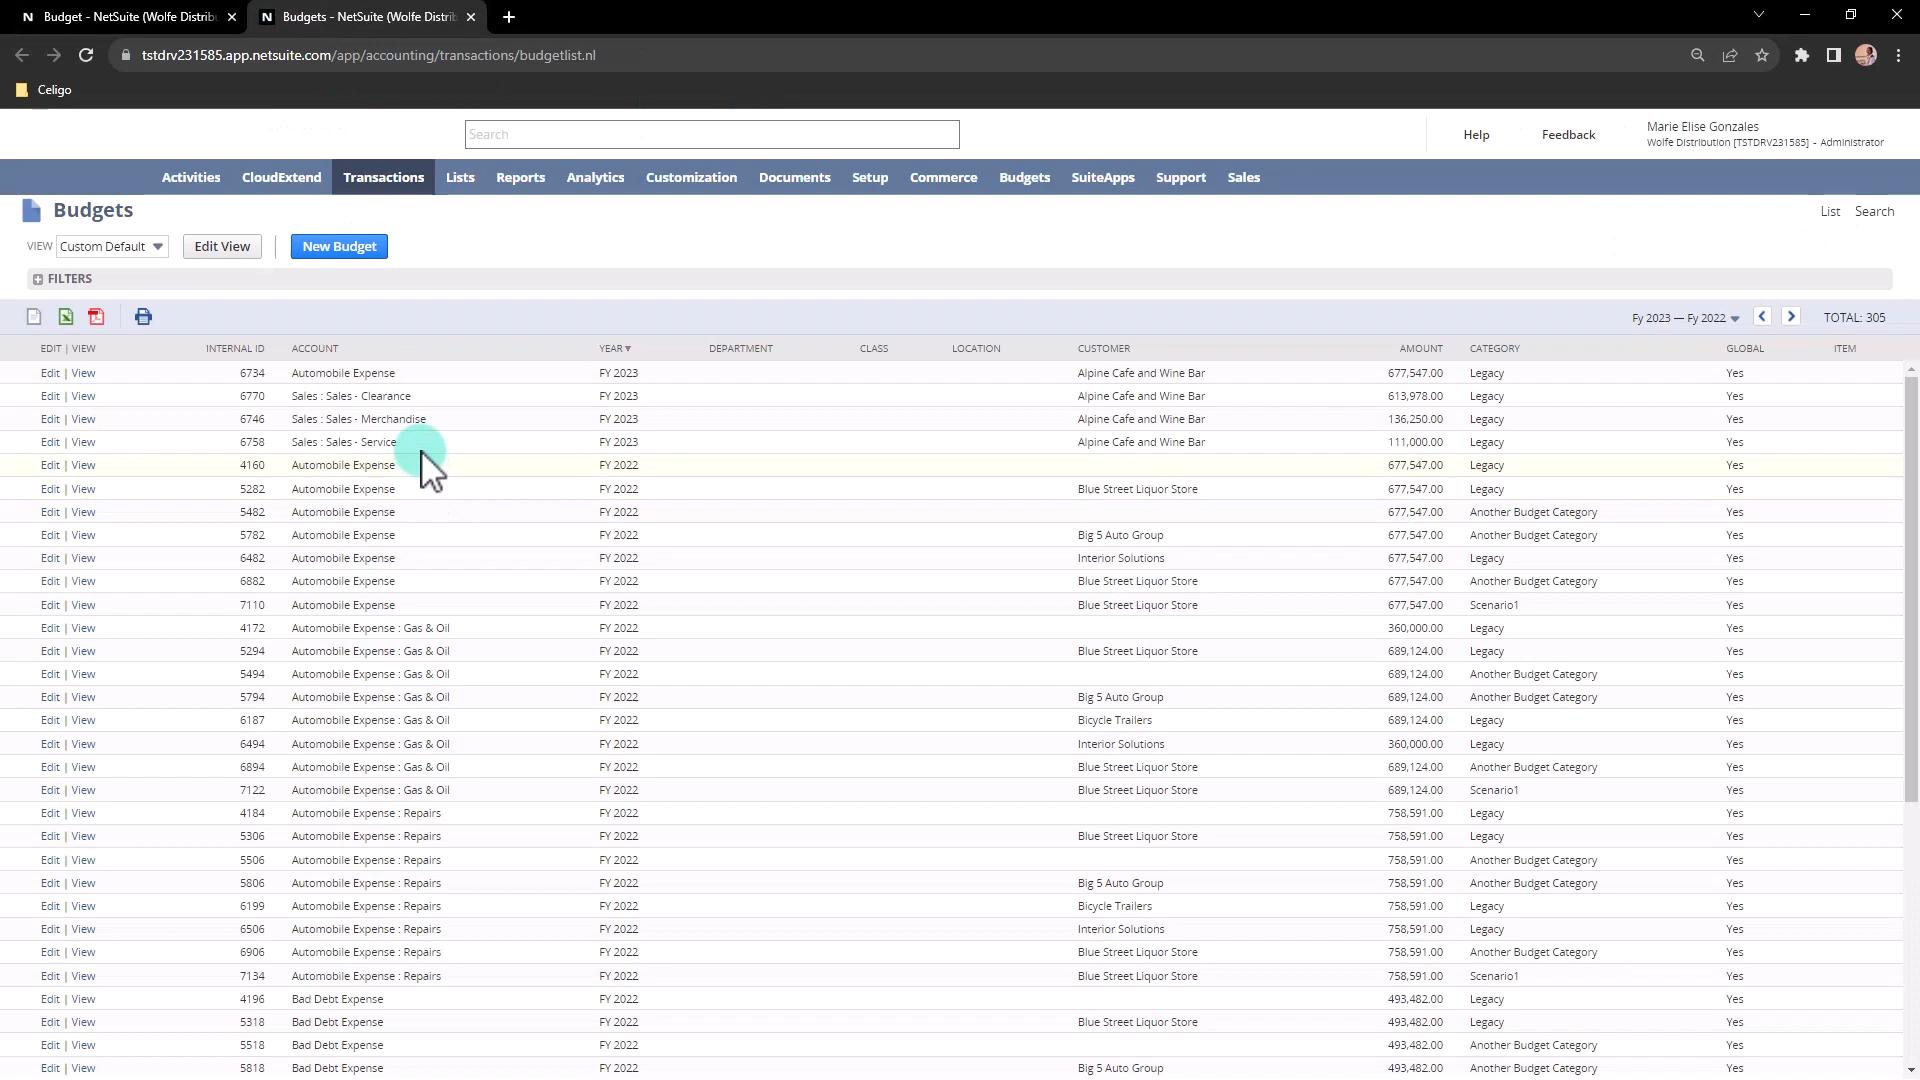 Budget - NetSuite (Wolfe Distribu
Budgets - NetSuite (Wolfe Distrib
tstdrv231585.app.netsuite.com/app/accounting/transactions/budgetlist.nl
Celigo
Search
Help Feedback
Marie Elise Gonzales
Wolfe Distribution [TSTDRV231585] - Administrator
Activities CloudExtend Transactions Lists Reports Analytics Customization Documents Setup Commerce Budgets SuiteApps Support Sales
Budgets
List Search
VIEW Custom Default Edit View New Budget
FILTERS
Fy 2023 — Fy 2022 TOTAL: 305
EDIT | VIEW INTERNAL ID ACCOUNT YEAR DEPARTMENT CLASS LOCATION CUSTOMER AMOUNT CATEGORY GLOBAL ITEM
Edit | View 6734 Automobile Expense FY 2023 Alpine Cafe and Wine Bar 677,547.00 Legacy Yes
Edit | View 6770 Sales : Sales - Clearance FY 2023 Alpine Cafe and Wine Bar 613,978.00 Legacy Yes
Edit | View 6746 Sales : Sales - Merchandise FY 2023 Alpine Cafe and Wine Bar 136,250.00 Legacy Yes
Edit | View 6758 Sales : Sales - Service FY 2023 Alpine Cafe and Wine Bar 111,000.00 Legacy Yes
Edit | View 4160 Automobile Expense FY 2022 677,547.00 Legacy Yes
Edit | View 5282 Automobile Expense FY 2022 Blue Street Liquor Store 677,547.00 Legacy Yes
Edit | View 5482 Automobile Expense FY 2022 677,547.00 Another Budget Category Yes
Edit | View 5782 Automobile Expense FY 2022 Big 5 Auto Group 677,547.00 Another Budget Category Yes
Edit | View 6482 Automobile Expense FY 2022 Interior Solutions 677,547.00 Legacy Yes
Edit | View 6882 Automobile Expense FY 2022 Blue Street Liquor Store 677,547.00 Another Budget Category Yes
Edit | View 7110 Automobile Expense FY 2022 Blue Street Liquor Store 677,547.00 Scenario1 Yes
Edit | View 4172 Automobile Expense : Gas & Oil FY 2022 360,000.00 Legacy Yes
Edit | View 5294 Automobile Expense : Gas & Oil FY 2022 Blue Street Liquor Store 689,124.00 Legacy Yes
Edit | View 5494 Automobile Expense : Gas & Oil FY 2022 689,124.00 Another Budget Category Yes
Edit | View 5794 Automobile Expense : Gas & Oil FY 2022 Big 5 Auto Group 689,124.00 Another Budget Category Yes
Edit | View 6187 Automobile Expense : Gas & Oil FY 2022 Bicycle Trailers 689,124.00 Legacy Yes
Edit | View 6494 Automobile Expense : Gas & Oil FY 2022 Interior Solutions 360,000.00 Legacy Yes
Edit | View 6894 Automobile Expense : Gas & Oil FY 2022 Blue Street Liquor Store 689,124.00 Another Budget Category Yes
Edit | View 7122 Automobile Expense : Gas & Oil FY 2022 Blue Street Liquor Store 689,124.00 Scenario1 Yes
Edit | View 4184 Automobile Expense : Repairs FY 2022 758,591.00 Legacy Yes
Edit | View 5306 Automobile Expense : Repairs FY 2022 Blue Street Liquor Store 758,591.00 Legacy Yes
Edit | View 5506 Automobile Expense : Repairs FY 2022 758,591.00 Another Budget Category Yes
Edit | View 5806 Automobile Expense : Repairs FY 2022 Big 5 Auto Group 758,591.00 Another Budget Category Yes
Edit | View 6199 Automobile Expense : Repairs FY 2022 Bicycle Trailers 758,591.00 Legacy Yes
Edit | View 6506 Automobile Expense : Repairs FY 2022 Interior Solutions 758,591.00 Legacy Yes
Edit | View 6906 Automobile Expense : Repairs FY 2022 Blue Street Liquor Store 758,591.00 Another Budget Category Yes
Edit | View 7134 Automobile Expense : Repairs FY 2022 Blue Street Liquor Store 758,591.00 Scenario1 Yes
Edit | View 4196 Bad Debt Expense FY 2022 493,482.00 Legacy Yes
Edit | View 5318 Bad Debt Expense FY 2022 Blue Street Liquor Store 493,482.00 Legacy Yes
Edit | View 5518 Bad Debt Expense FY 2022 493,482.00 Another Budget Category Yes
Edit | View 5818 Bad Debt Expense FY 2022 Big 5 Auto Group 493,482.00 Another Budget Category Yes